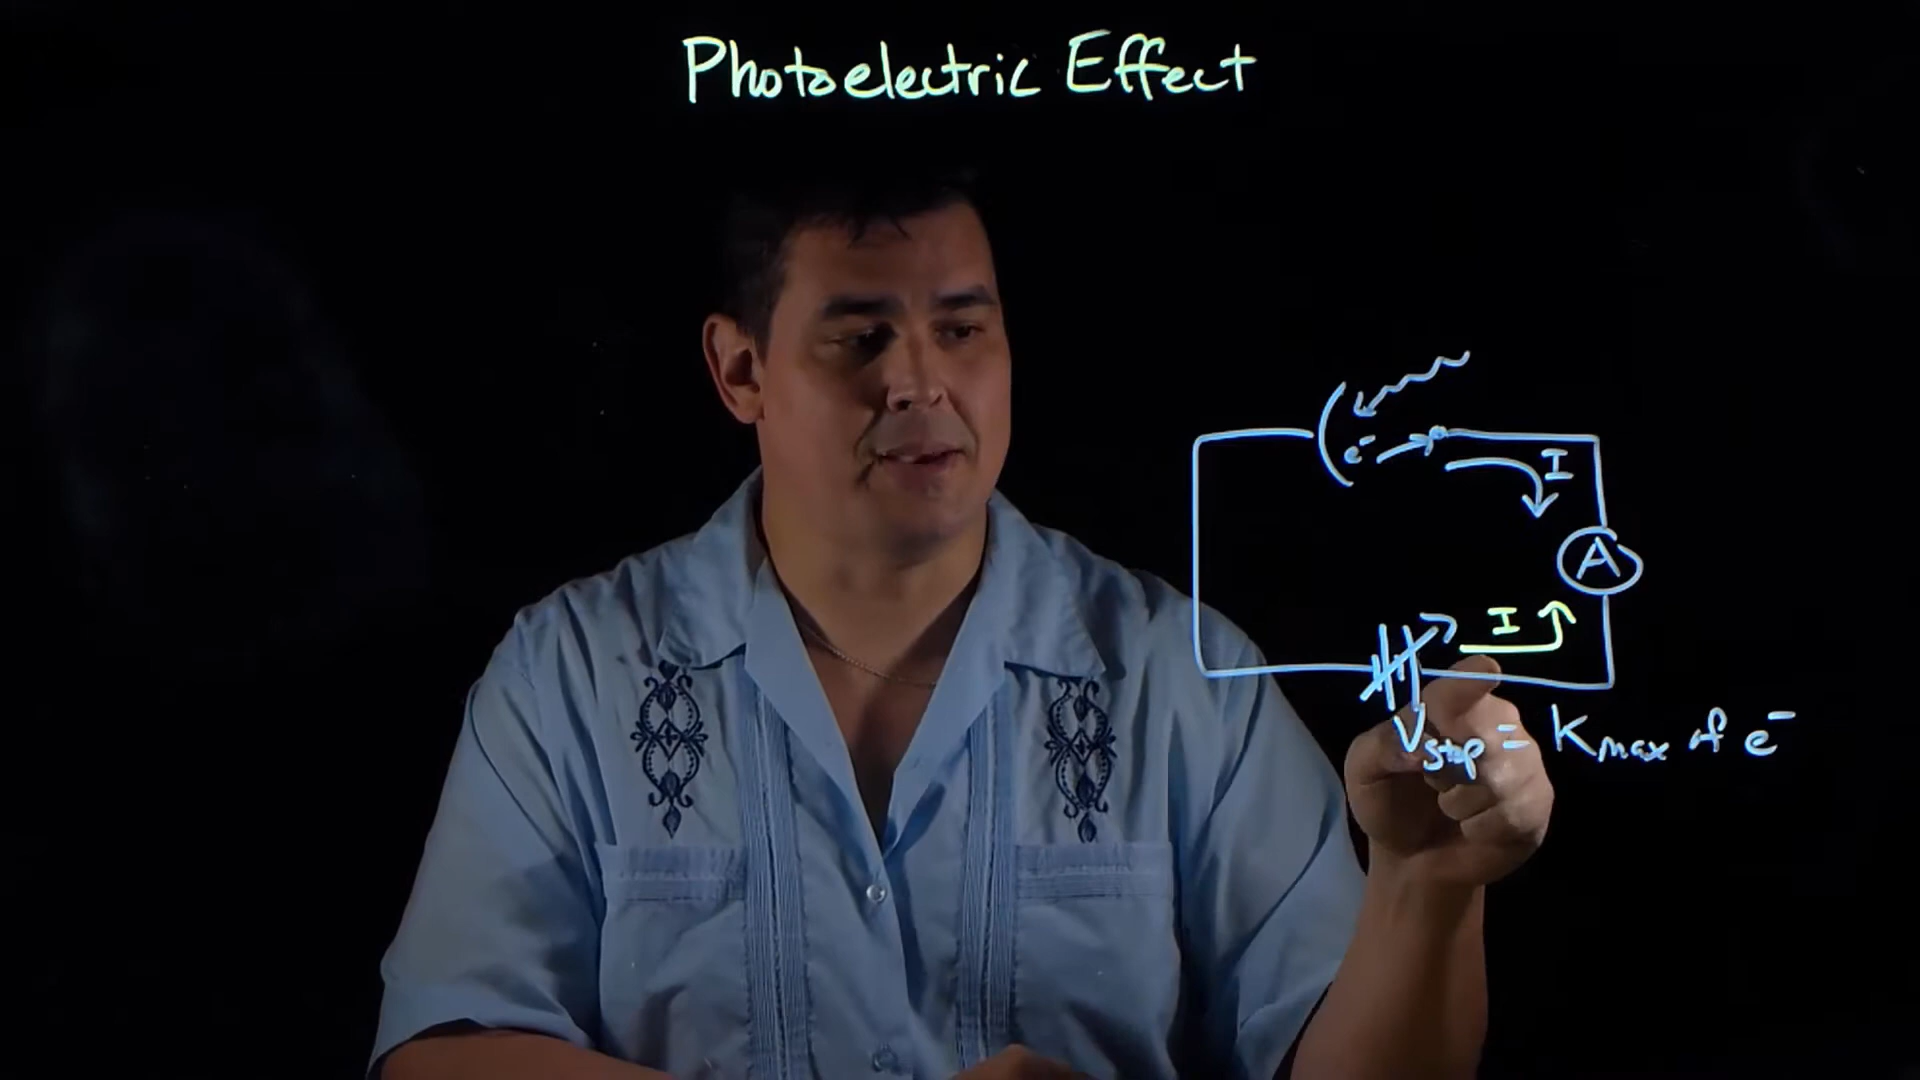 Photoelectric Effect
e⁻
I
A
I
Vstop = Kmax of e⁻